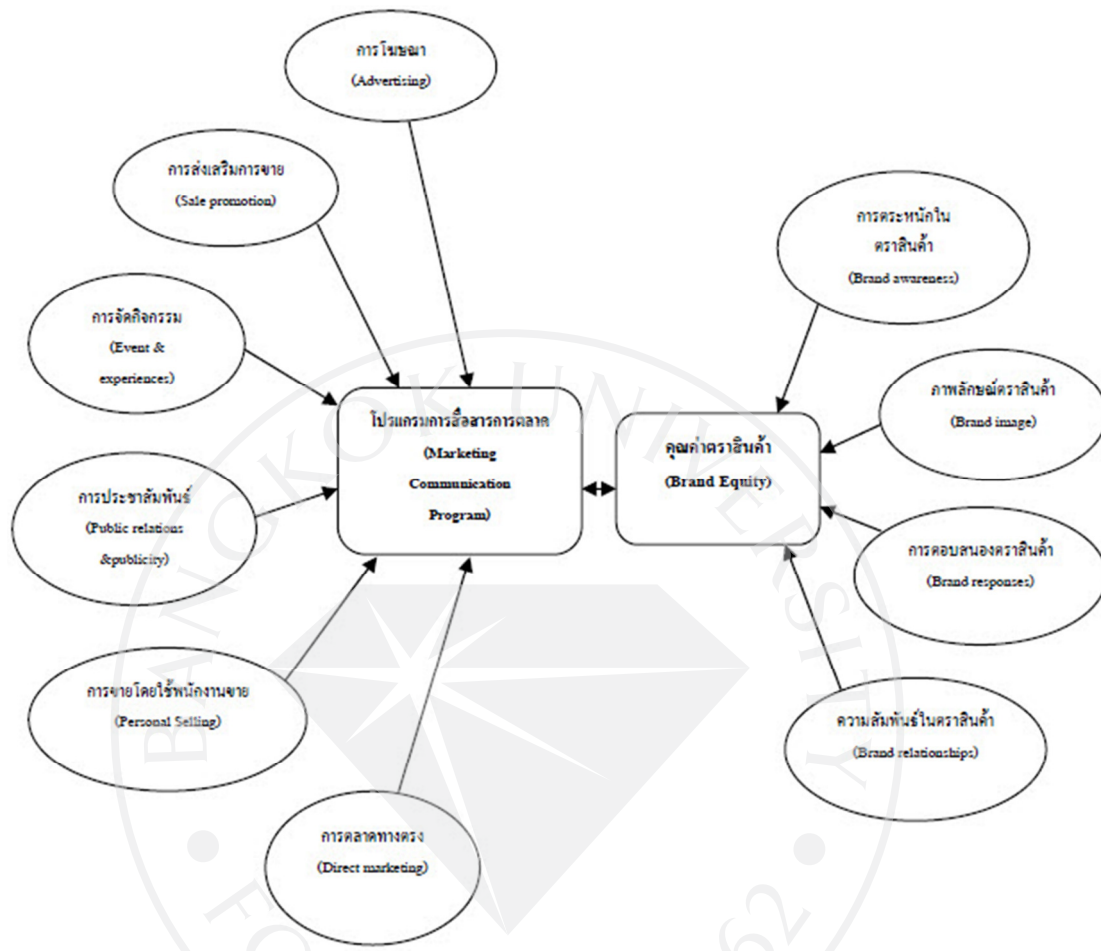 การโฆษณา
(Advertising)
การส่งเสริมการขาย
(Sale promotion)
การจัดกิจกรรม
(Event &
experiences)
การประชาสัมพันธ์
(Public relations
&publicity)
การขายโดยใช้พนักงานขาย
(Personal Selling)
การตลาดทางตรง
(Direct marketing)
โปรแกรมการสื่อสารการตลาด
(Marketing
Communication
Program)
คุณค่าตราสินค้า
(Brand Equity)
การตระหนักใน
ตราสินค้า
(Brand awareness)
ภาพลักษณ์ตราสินค้า
(Brand image)
การตอบสนองตราสินค้า
(Brand responses)
ความสัมพันธ์ในตราสินค้า
(Brand relationships)
BANGKOK UNIVERSITY